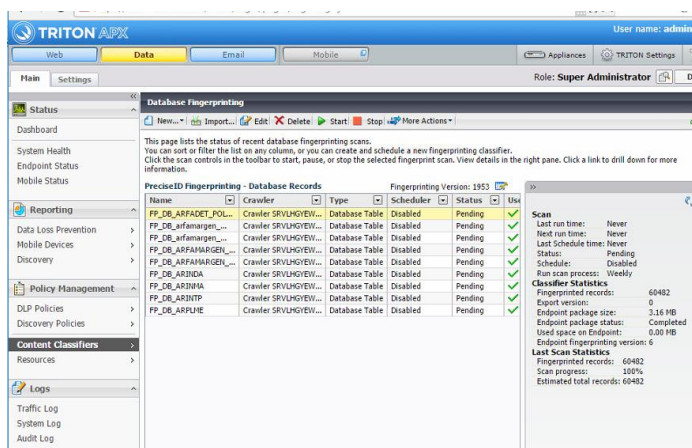 TRITON APX
User name: admin
Web
Data
Email
Mobile
Appliances
TRITON Settings
Main
Settings
Role: Super Administrator
D
Status
Dashboard
System Health
Endpoint Status
Mobile Status
Reporting
Data Loss Prevention
Mobile Devices
Discovery
Policy Management
DLP Policies
Discovery Policies
Content Classifiers
Resources
Logs
Traffic Log
System Log
Audit Log
Database Fingerprinting
New... Import... Edit Delete Start Stop More Actions
This page lists the status of recent database fingerprinting scans.
You can sort or filter the list on any column, or you can create and schedule a new fingerprinting classifier.
Click the scan controls in the toolbar to start, pause, or stop the selected fingerprint scan. View details in the right pane. Click a link to drill down for more
information.
PreciseID Fingerprinting - Database Records Fingerprinting Version: 1953
Name Crawler Type Scheduler Status Use
FP_DB_ARFADET_POL... Crawler SRVLHGYEW... Database Table Disabled Pending
FP_DB_arfamargen_... Crawler SRVLHGYEW... Database Table Disabled Pending
FP_DB_arfamargen_... Crawler SRVLHGYEW... Database Table Disabled Pending
FP_DB_ARFAMARGEN_... Crawler SRVLHGYEW... Database Table Disabled Pending
FP_DB_ARFAMARGEN_... Crawler SRVLHGYEW... Database Table Disabled Pending
FP_DB_ARINDA Crawler SRVLHGYEW... Database Table Disabled Pending
FP_DB_ARINMA Crawler SRVLHGYEW... Database Table Disabled Pending
FP_DB_ARINTP Crawler SRVLHGYEW... Database Table Disabled Pending
FP_DB_ARPLME Crawler SRVLHGYEW... Database Table Disabled Pending
Scan
Last run time: Never
Next run time: Never
Last Schedule time: Never
Status: Pending
Schedule: Disabled
Run scan process: Weekly
Classifier Statistics
Fingerprinted records: 60482
Export version: 0
Endpoint package size: 3.16 MB
Endpoint package status: Completed
Used space on Endpoint: 0.00 MB
Endpoint fingerprinting version: 6
Last Scan Statistics
Fingerprinted records: 60482
Scan progress: 100%
Estimated total records: 60482